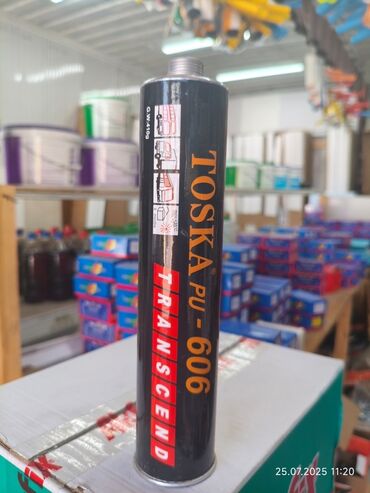 G.W.:410g
TOSKA PU-606
TRANSCEND
25.07.2025 11:20